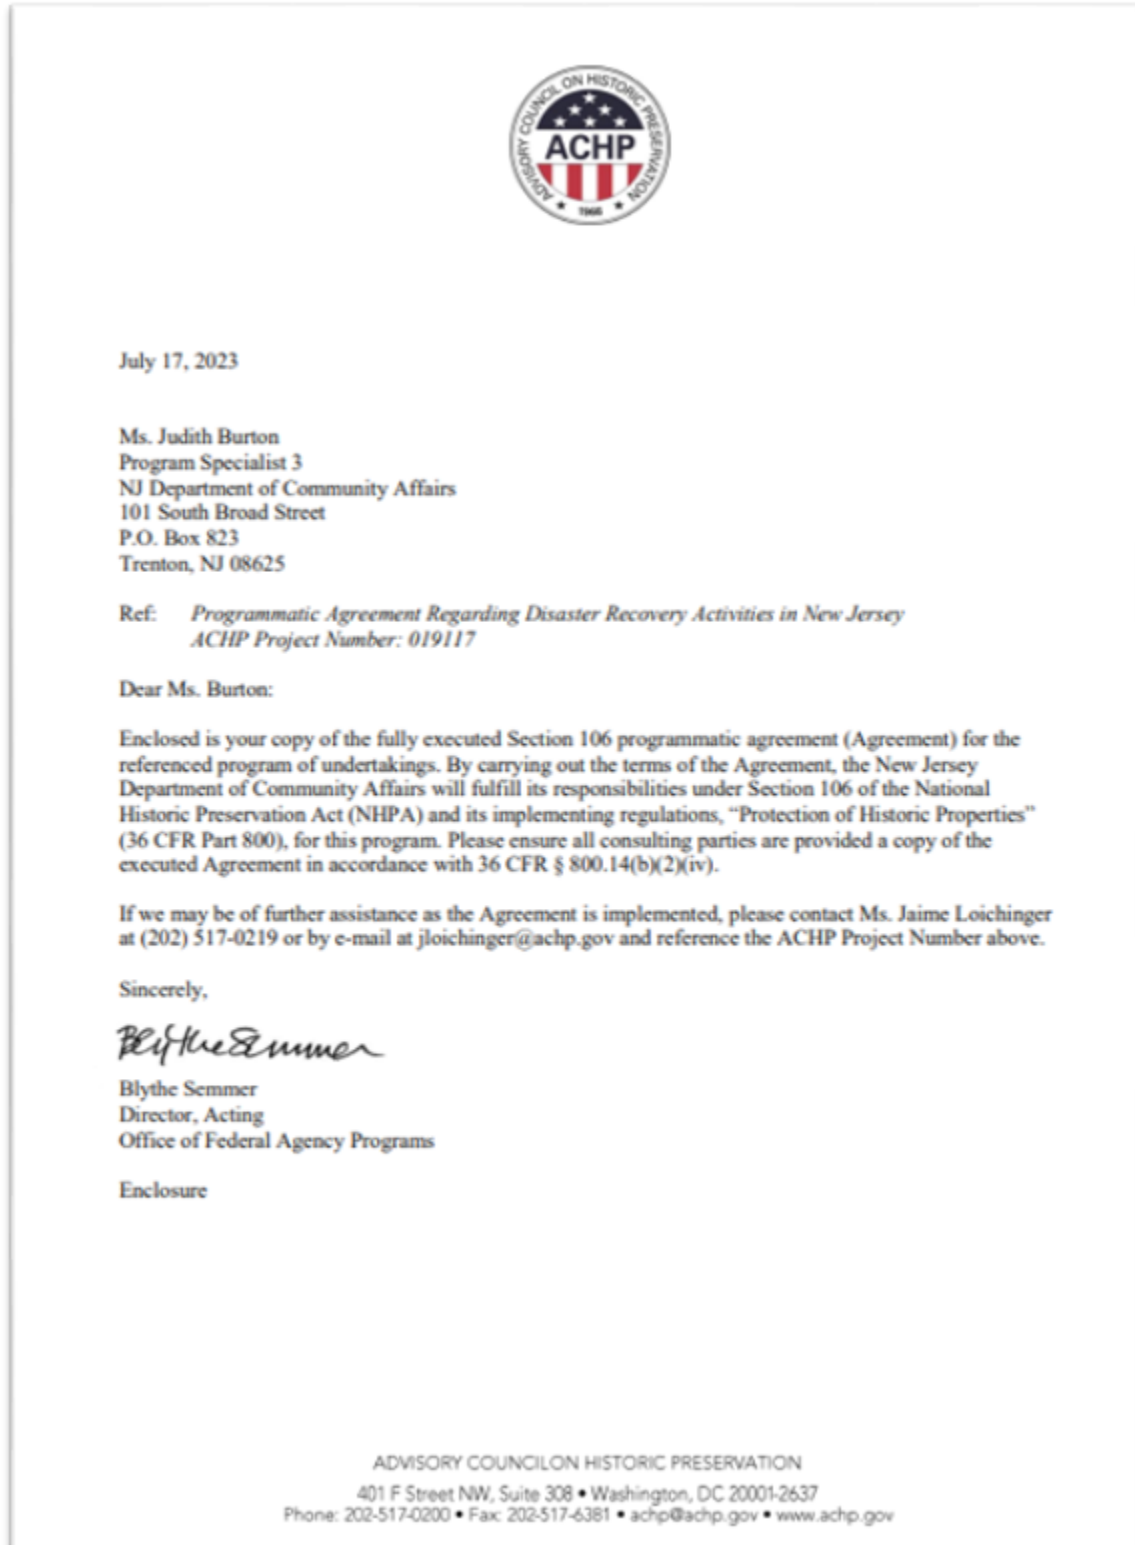 ADVISORY COUNCIL ON HISTORIC PRESERVATION
ACHP
1966
July 17, 2023
Ms. Judith Burton
Program Specialist 3
NJ Department of Community Affairs
101 South Broad Street
P.O. Box 823
Trenton, NJ 08625
Ref: Programmatic Agreement Regarding Disaster Recovery Activities in New Jersey
ACHP Project Number: 019117
Dear Ms. Burton:
Enclosed is your copy of the fully executed Section 106 programmatic agreement (Agreement) for the
referenced program of undertakings. By carrying out the terms of the Agreement, the New Jersey
Department of Community Affairs will fulfill its responsibilities under Section 106 of the National
Historic Preservation Act (NHPA) and its implementing regulations, “Protection of Historic Properties”
(36 CFR Part 800), for this program. Please ensure all consulting parties are provided a copy of the
executed Agreement in accordance with 36 CFR § 800.14(b)(2)(iv).
If we may be of further assistance as the Agreement is implemented, please contact Ms. Jaime Loichinger
at (202) 517-0219 or by e-mail at jloichinger@achp.gov and reference the ACHP Project Number above.
Sincerely,
Blythe Semmer
Blythe Semmer
Director, Acting
Office of Federal Agency Programs
Enclosure
ADVISORY COUNCILON HISTORIC PRESERVATION
401 F Street NW, Suite 308 • Washington, DC 20001-2637
Phone: 202-517-0200 • Fax: 202-517-6381 • achp@achp.gov • www.achp.gov